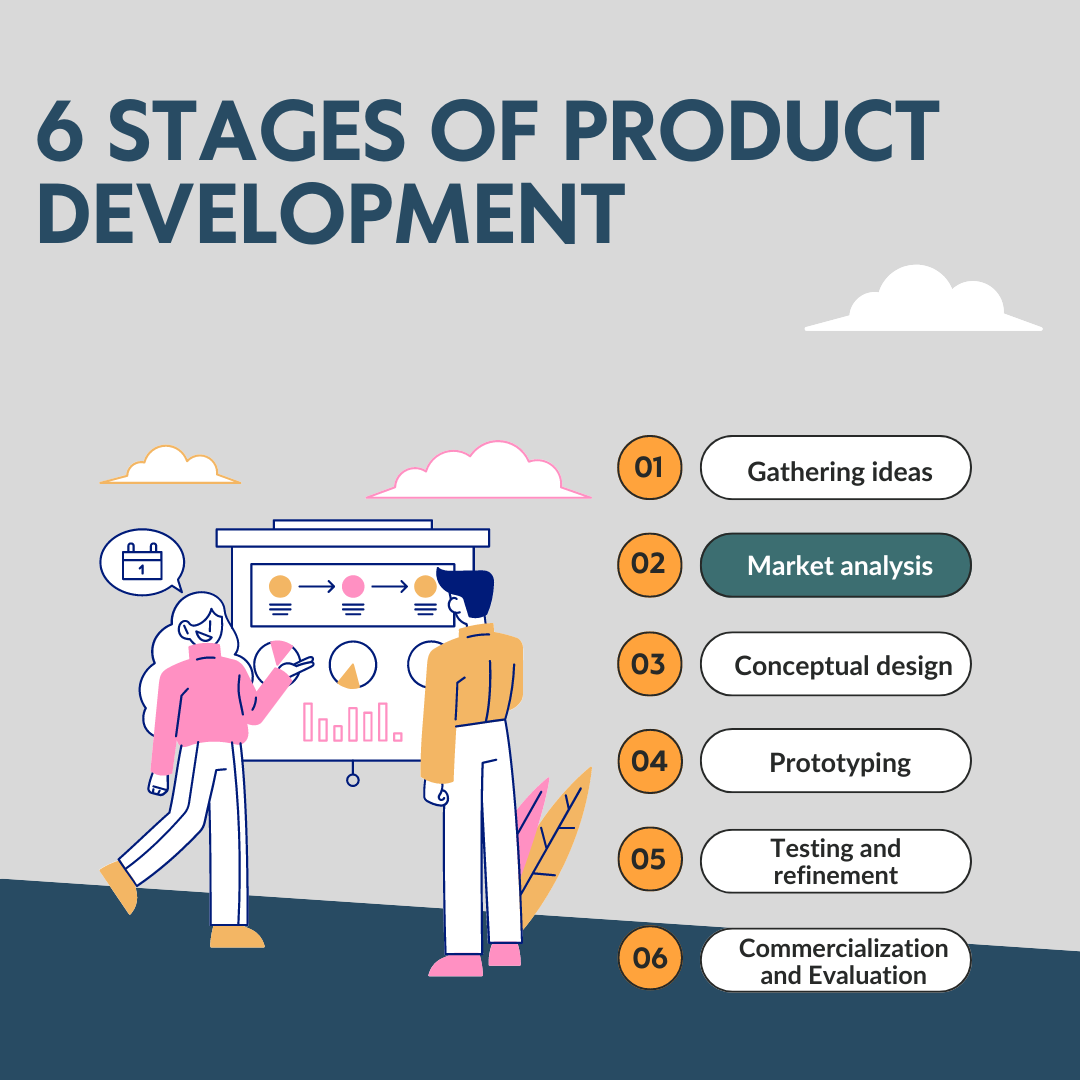 6 STAGES OF PRODUCT
DEVELOPMENT
1
01
Gathering ideas
02
Market analysis
03
Conceptual design
04
Prototyping
05
Testing and
refinement
06
Commercialization
and Evaluation